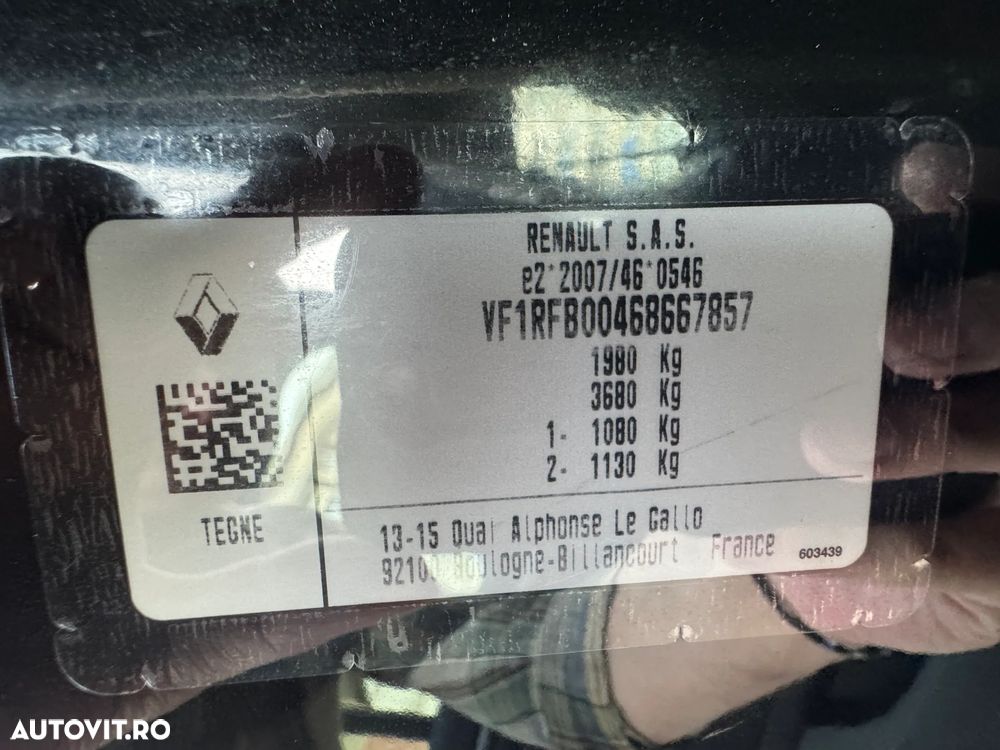 RENAULT S.A.S.
e2*2007/46*0546
VF1RFB00468667857
1980 Kg
3680 Kg
1- 1080 Kg
2- 1130 Kg
TEGNE
13-15 Quai Alphonse Le Gallo
Boulogne-Billancourt France
603439
AUTOVIT.RO